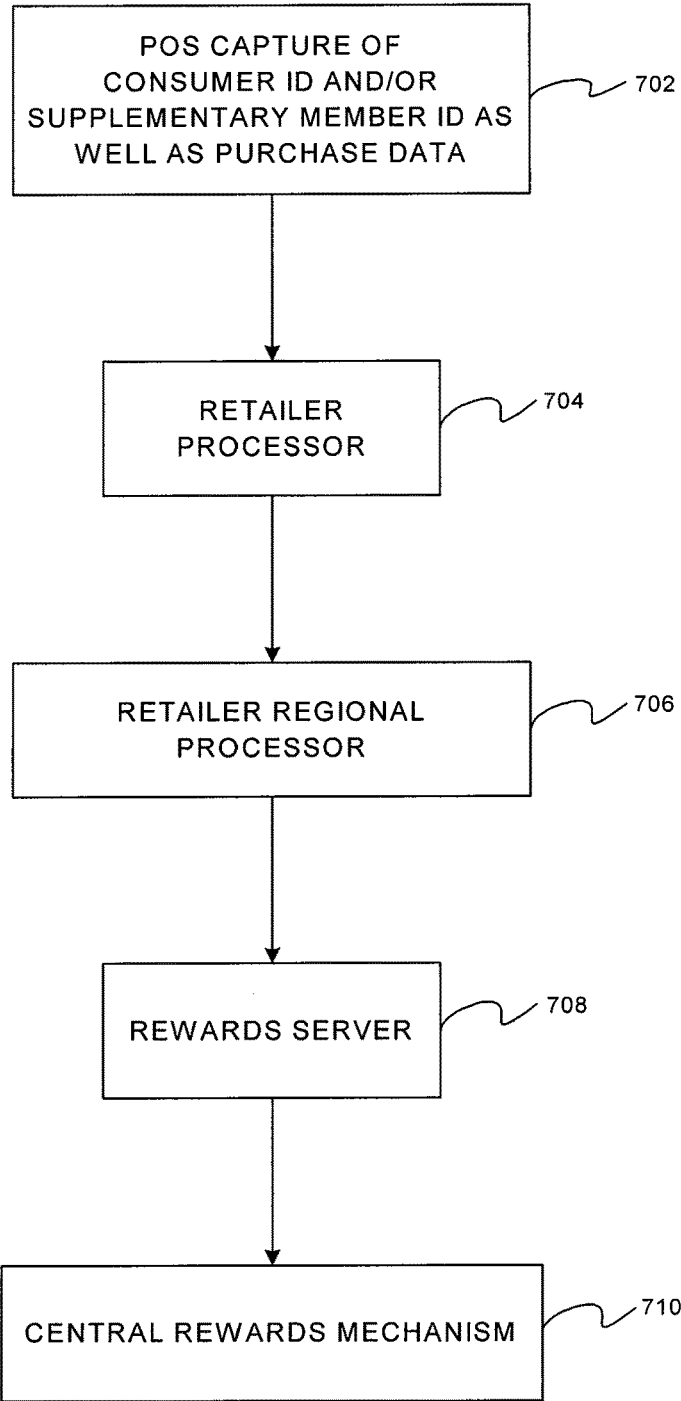 POS CAPTURE OF
CONSUMER ID AND/OR
SUPPLEMENTARY MEMBER ID AS
WELL AS PURCHASE DATA
702
RETAILER
PROCESSOR
704
RETAILER REGIONAL
PROCESSOR
706
REWARDS SERVER
708
CENTRAL REWARDS MECHANISM
710